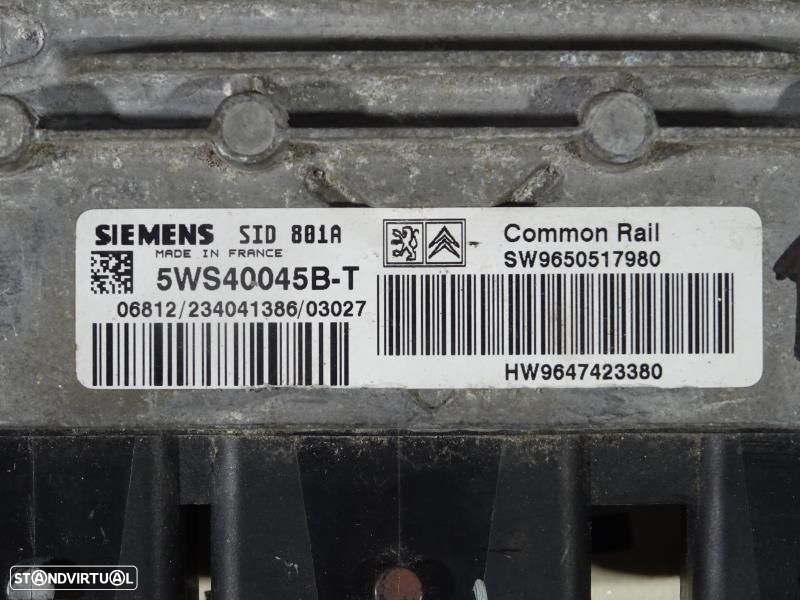 SIEMENS SID 801A
MADE IN FRANCE
5WS40045B-T
06812/234041386/03027
Common Rail
SW9650517980
HW9647423380
STANDVIRTUAL